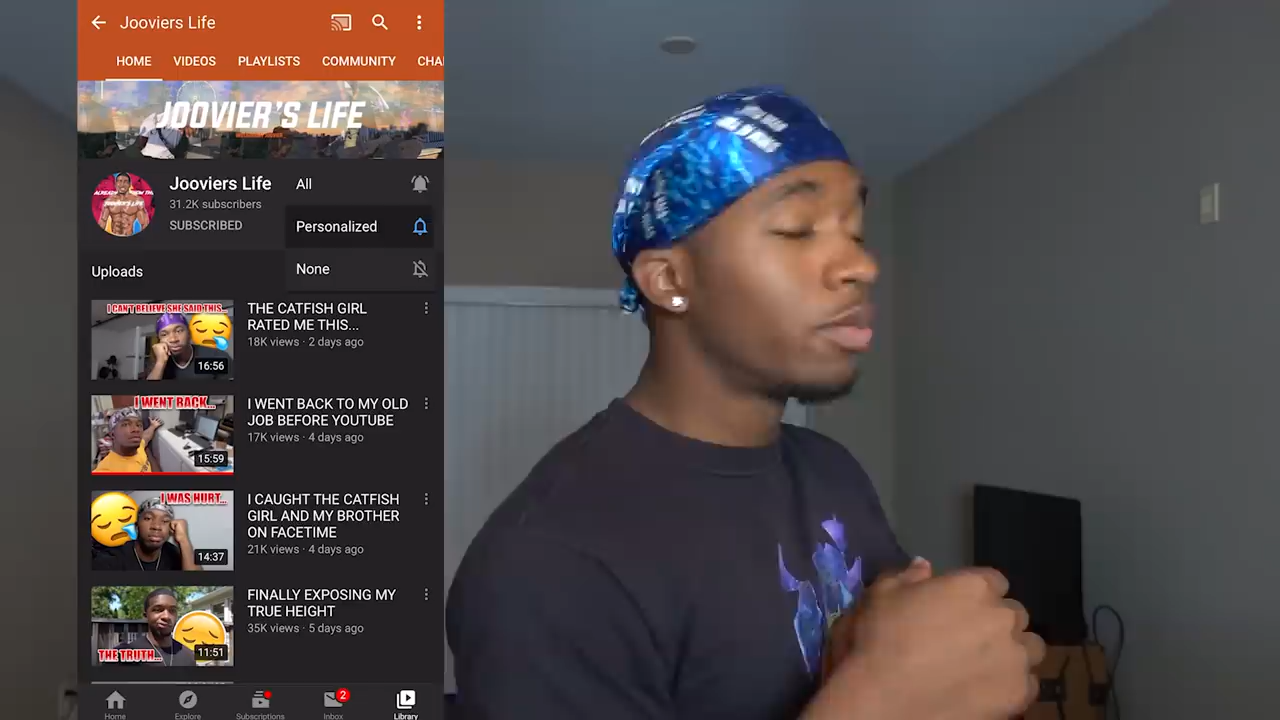 Jooviers Life
HOME VIDEOS PLAYLISTS COMMUNITY CHA
JOOVIER'S LIFE
Jooviers Life
31.2K subscribers
SUBSCRIBED
All
Personalized
None
Uploads
I CAN'T BELIEVE SHE SAID THIS...
16:56
THE CATFISH GIRL
RATED ME THIS...
18K views · 2 days ago
I WENT BACK...
15:59
I WENT BACK TO MY OLD
JOB BEFORE YOUTUBE
17K views · 4 days ago
I WAS HURT...
14:37
I CAUGHT THE CATFISH
GIRL AND MY BROTHER
ON FACETIME
21K views · 4 days ago
THE TRUTH...
11:51
FINALLY EXPOSING MY
TRUE HEIGHT
35K views · 5 days ago
2
Home Explore Subscriptions Inbox Library